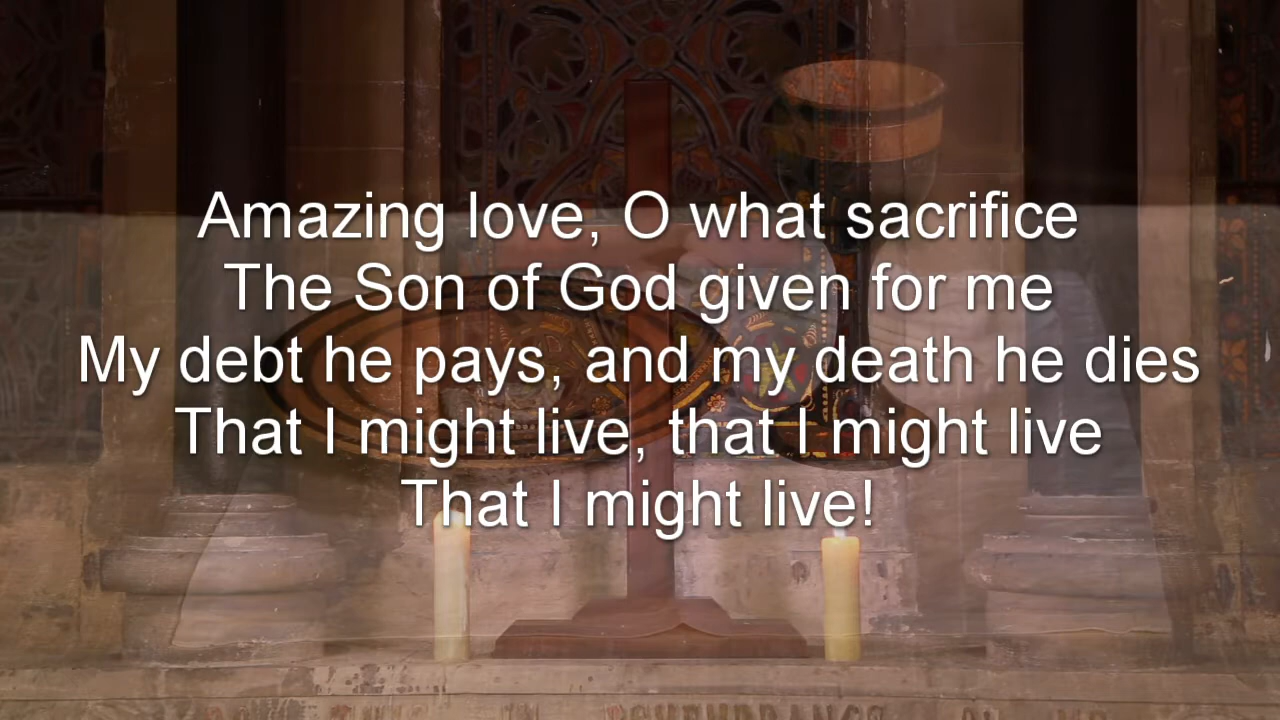 Amazing love, O what sacrifice
The Son of God given for me
My debt he pays, and my death he dies
That I might live, that I might live
That I might live!